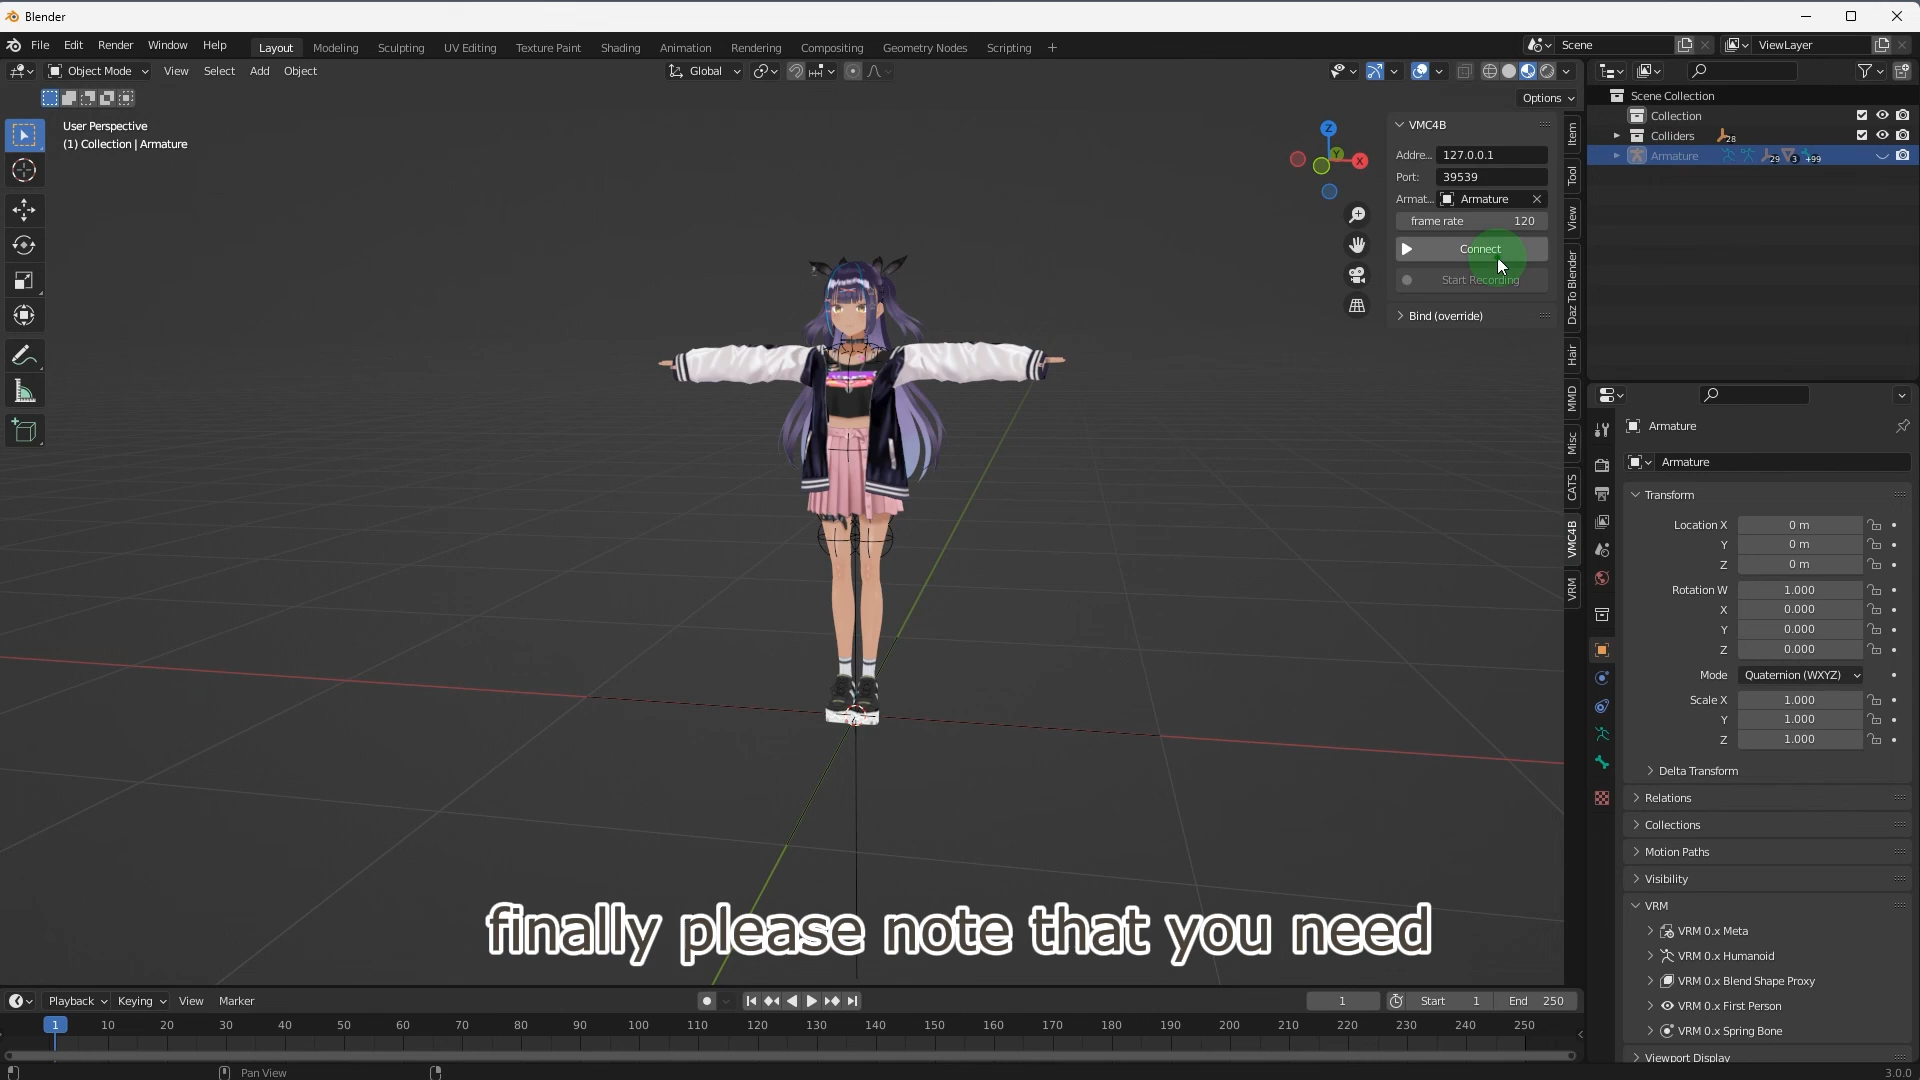 Blender
File Edit Render Window Help Layout Modeling Sculpting UV Editing Texture Paint Shading Animation Rendering Compositing Geometry Nodes Scripting + Scene ViewLayer
Object Mode View Select Add Object Global
Options
User Perspective
(1) Collection | Armature
Z
Y
X
VMC4B
Addre... 127.0.0.1
Port: 39539
Armat... Armature
frame rate 120
Connect
Start Recording
Bind (override)
Item
Tool
View
Daz To Blender
Hair
MMD
Misc
CATS
VMC4B
VRM
Scene Collection
Collection
Colliders 28
Armature 29 3 +99
Armature
Armature
Transform
Location X 0 m
Y 0 m
Z 0 m
Rotation W 1.000
X 0.000
Y 0.000
Z 0.000
Mode Quaternion (WXYZ)
Scale X 1.000
Y 1.000
Z 1.000
Delta Transform
Relations
Collections
Motion Paths
Visibility
VRM
VRM 0.x Meta
VRM 0.x Humanoid
VRM 0.x Blend Shape Proxy
VRM 0.x First Person
VRM 0.x Spring Bone
Viewport Display
finally please note that you need
Playback Keying View Marker 1 Start 1 End 250
1 10 20 30 40 50 60 70 80 90 100 110 120 130 140 150 160 170 180 190 200 210 220 230 240 250
Pan View
3.0.0